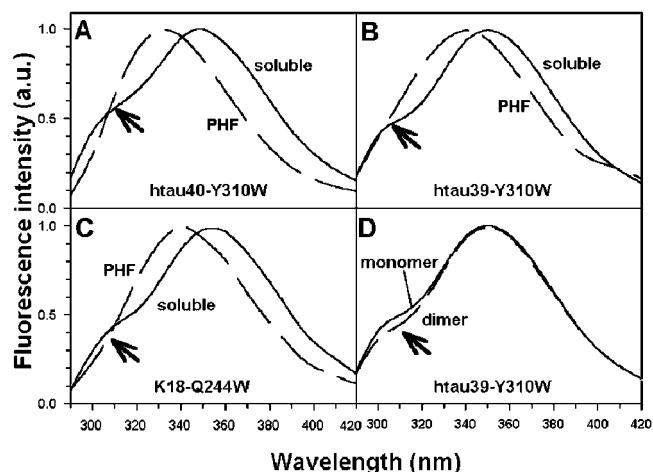 Fluorescence intensity (a.u.)
1.0
0.5
0.0
1.0
0.5
0.0
A
soluble
PHF
htau40-Y310W
B
soluble
PHF
htau39-Y310W
C
PHF
soluble
K18-Q244W
D
monomer
dimer
htau39-Y310W
300 320 340 360 380 400 420
300 320 340 360 380 400 420
Wavelength (nm)